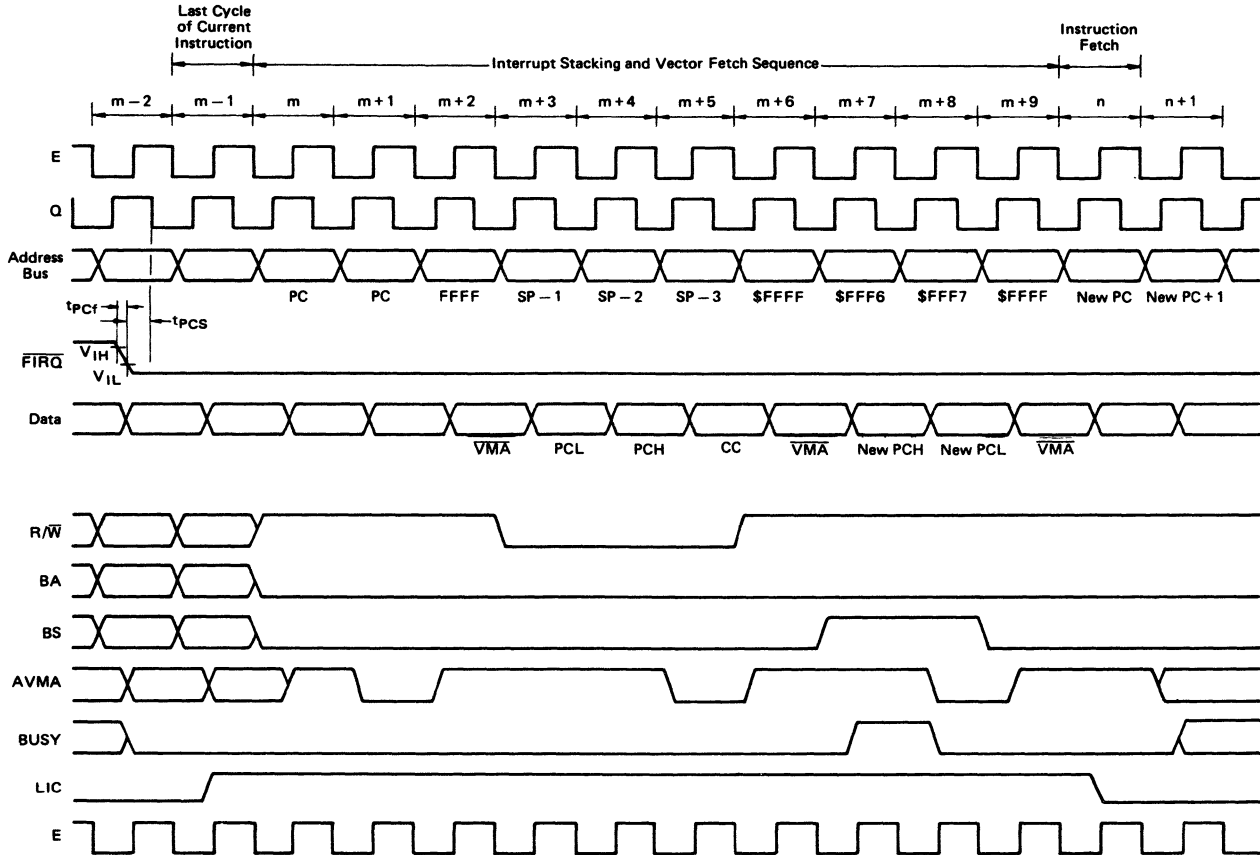 Last Cycle
of Current
Instruction
Instruction
Fetch
Interrupt Stacking and Vector Fetch Sequence
m − 2 m − 1 m m + 1 m + 2 m + 3 m + 4 m + 5 m + 6 m + 7 m + 8 m + 9 n n + 1
E
Q
Address
Bus
PC PC FFFF SP − 1 SP − 2 SP − 3 $FFFF $FFF6 $FFF7 $FFFF New PC New PC + 1
tPCf
tPCS
FIRQ
VIH
VIL
Data
VMA PCL PCH CC VMA New PCH New PCL VMA
R/W
BA
BS
AVMA
BUSY
LIC
E